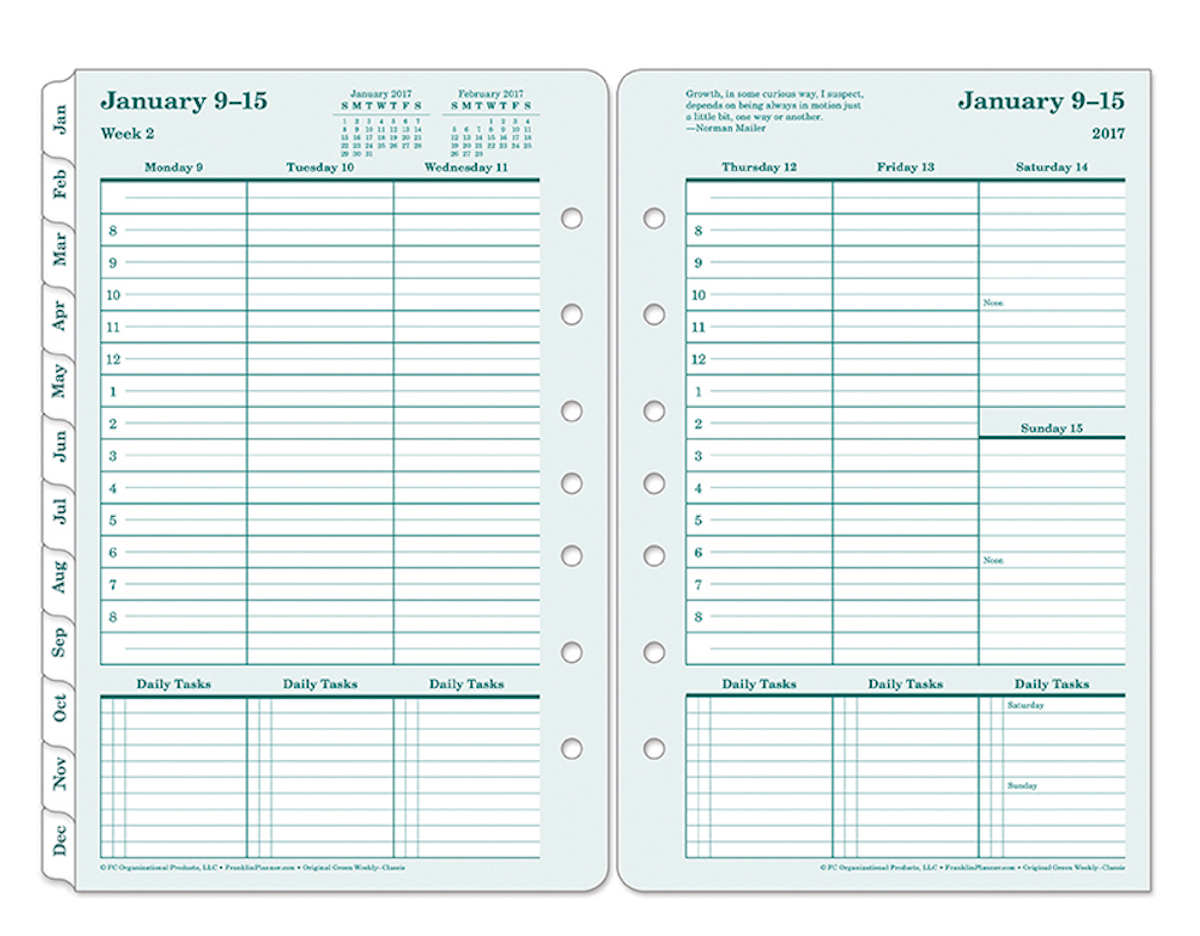 Jan
Feb
Mar
Apr
May
Jun
Jul
Aug
Sep
Oct
Nov
Dec
January 9–15
Week 2
January 2017
S M T W T F S
1 2 3 4 5 6 7
8 9 10 11 12 13 14
15 16 17 18 19 20 21
22 23 24 25 26 27 28
29 30 31
February 2017
S M T W T F S
1 2 3 4
5 6 7 8 9 10 11
12 13 14 15 16 17 18
19 20 21 22 23 24 25
26 27 28
Monday 9 Tuesday 10 Wednesday 11
8
9
10
11
12
1
2
3
4
5
6
7
8
Daily Tasks Daily Tasks Daily Tasks
© FC Organizational Products, LLC • FranklinPlanner.com • Original Green Weekly–Classic
Growth, in some curious way, I suspect,
depends on being always in motion just
a little bit, one way or another.
—Norman Mailer
January 9–15
2017
Thursday 12 Friday 13 Saturday 14
8
9
10
Noon
11
12
1
2
Sunday 15
3
4
5
6
Noon
7
8
Daily Tasks Daily Tasks Daily Tasks
Saturday
Sunday
© FC Organizational Products, LLC • FranklinPlanner.com • Original Green Weekly–Classic